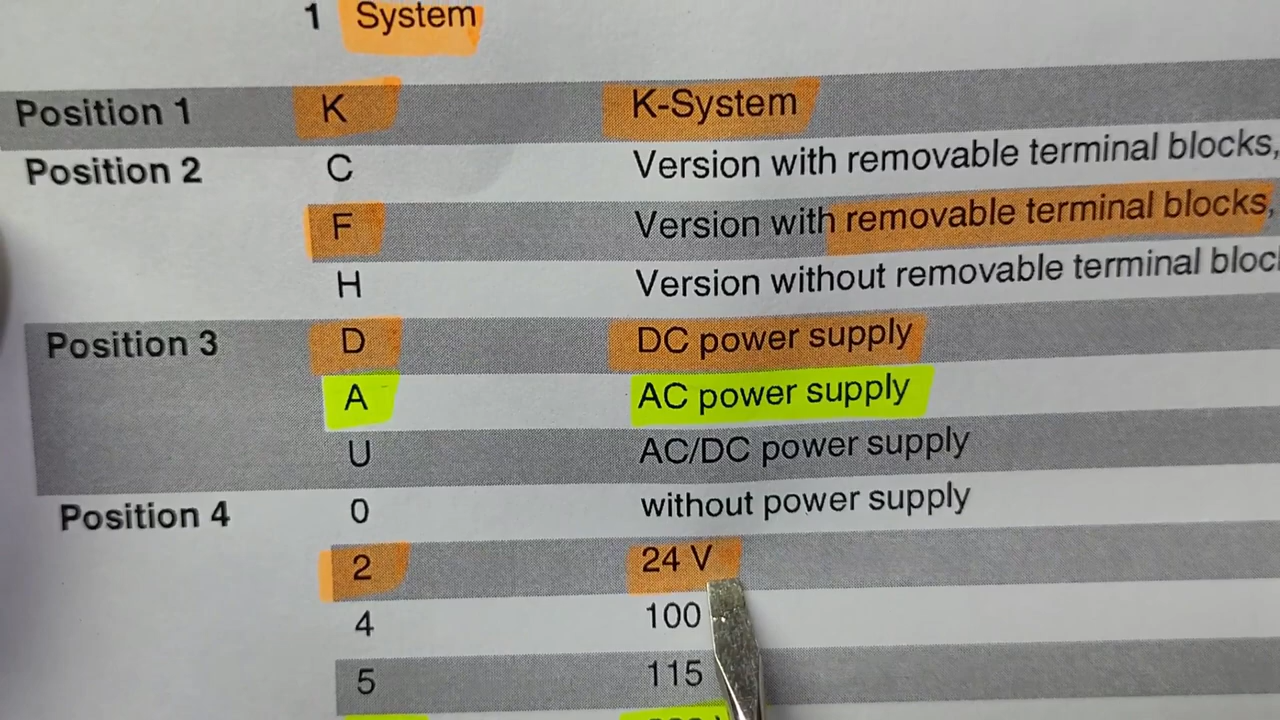 1 System
Position 1 K K-System
Position 2 C Version with removable terminal blocks,
F Version with removable terminal blocks,
H Version without removable terminal
Position 3 D DC power supply
A AC power supply
U AC/DC power supply
Position 4 0 without power supply
2 24 V
4 100
5 115